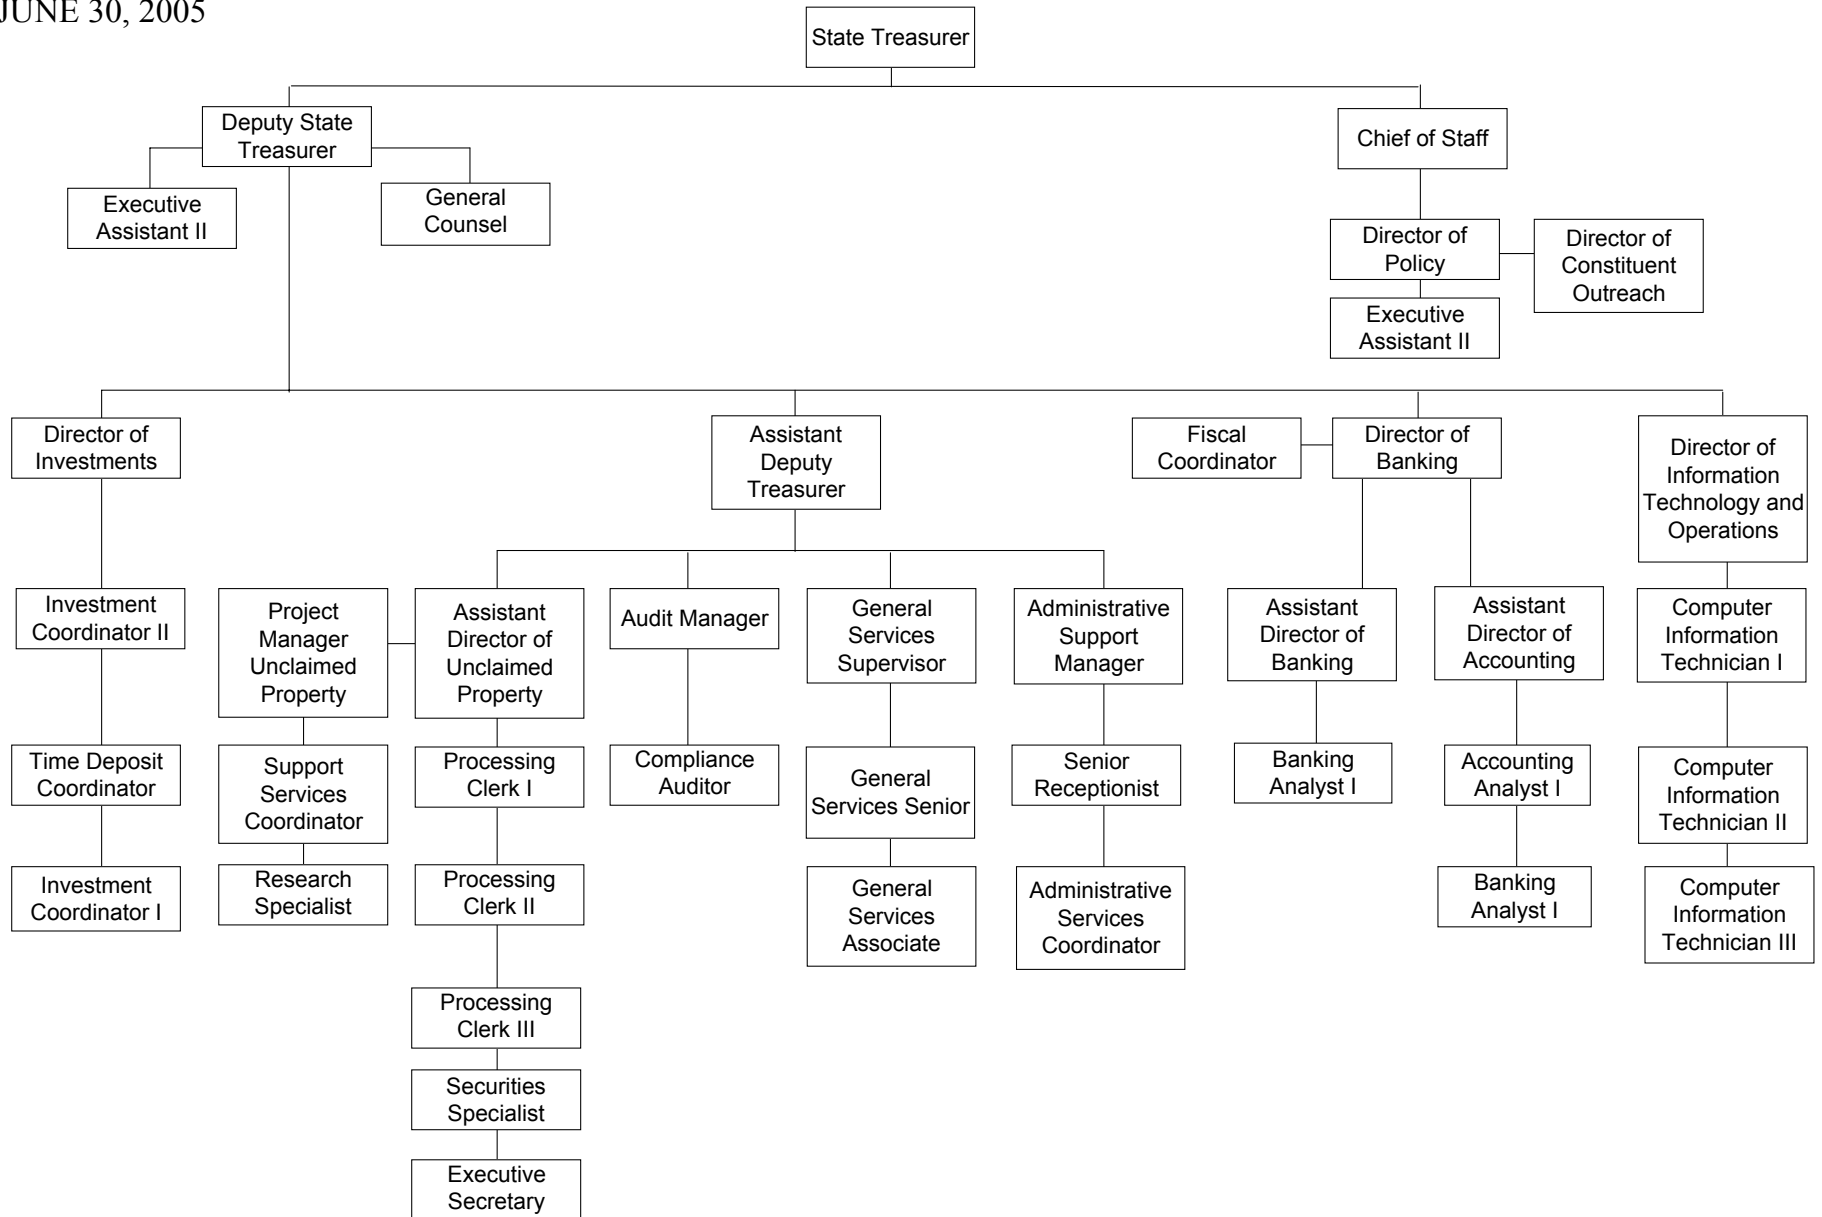 JUNE 30, 2005
State Treasurer
Deputy State
Treasurer
Chief of Staff
Executive
Assistant II
General
Counsel
Director of
Policy
Director of
Constituent
Outreach
Executive
Assistant II
Director of
Investments
Assistant
Deputy
Treasurer
Fiscal
Coordinator
Director of
Banking
Director of
Information
Technology and
Operations
Investment
Coordinator II
Project
Manager
Unclaimed
Property
Assistant
Director of
Unclaimed
Property
Audit Manager
General
Services
Supervisor
Administrative
Support
Manager
Assistant
Director of
Banking
Assistant
Director of
Accounting
Computer
Information
Technician I
Time Deposit
Coordinator
Support
Services
Coordinator
Processing
Clerk I
Compliance
Auditor
General
Services Senior
Senior
Receptionist
Banking
Analyst I
Accounting
Analyst I
Computer
Information
Technician II
Investment
Coordinator I
Research
Specialist
Processing
Clerk II
General
Services
Associate
Administrative
Services
Coordinator
Banking
Analyst I
Computer
Information
Technician III
Processing
Clerk III
Securities
Specialist
Executive
Secretary